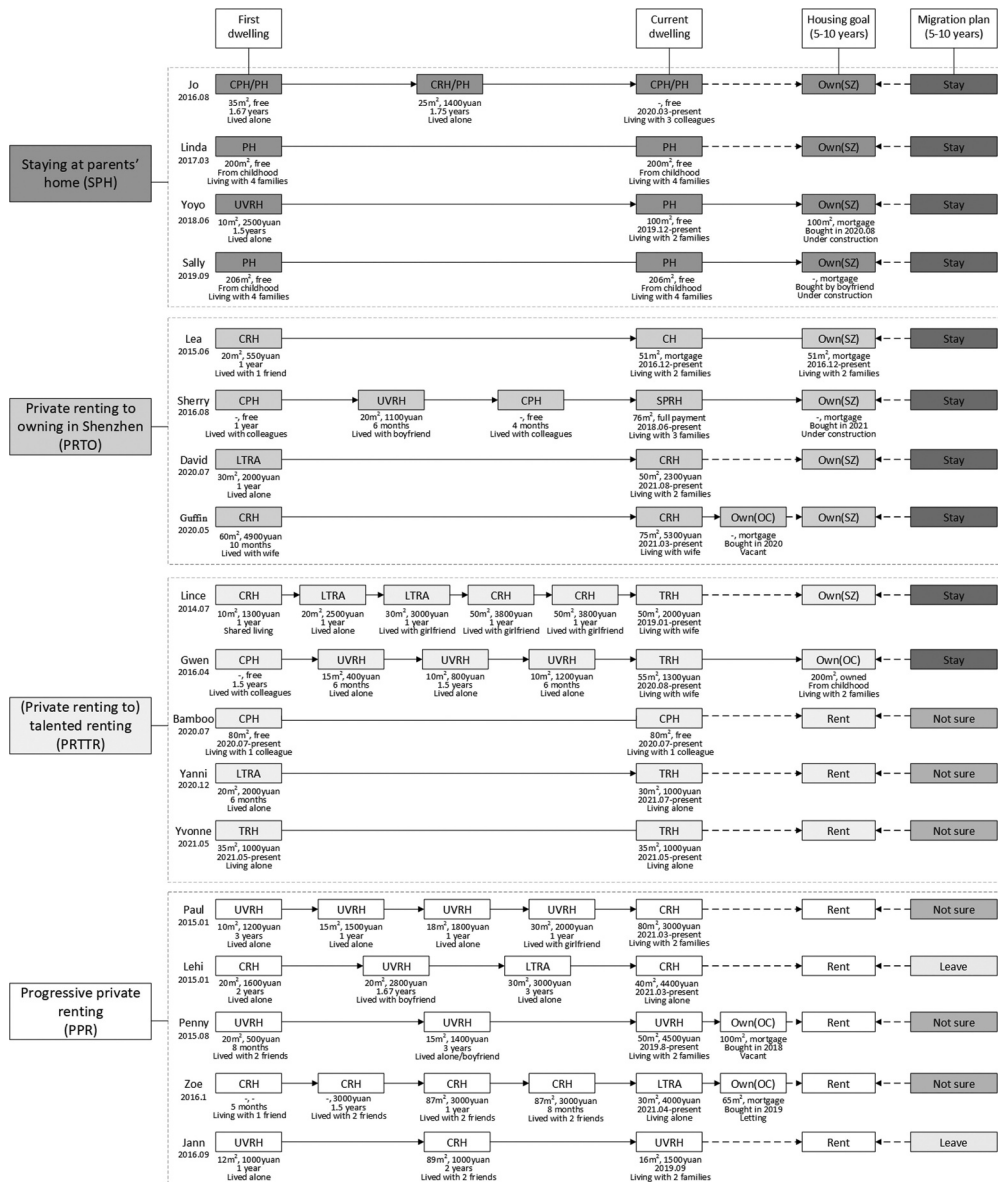 First
dwelling
Current
dwelling
Housing goal
(5-10 years)
Migration plan
(5-10 years)
Staying at parents'
home (SPH)
Jo
2016.08
CPH/PH
35m², free
1.67 years
Lived alone
CRH/PH
25m², 1400yuan
1.75 years
Lived alone
CPH/PH
-, free
2020.03-present
Living with 3 colleagues
Own(SZ)
Stay
Linda
2017.03
PH
200m², free
From childhood
Living with 4 families
PH
200m², free
From childhood
Living with 4 families
Own(SZ)
Stay
Yoyo
2018.06
UVRH
10m², 2500yuan
1.5years
Lived alone
PH
100m², free
2019.12-present
Living with 2 families
Own(SZ)
100m², mortgage
Bought in 2020.08
Under construction
Stay
Sally
2019.09
PH
206m², free
From childhood
Living with 4 families
PH
206m², free
From childhood
Living with 4 families
Own(SZ)
-, mortgage
Bought by boyfriend
Under construction
Stay
Private renting to
owning in Shenzhen
(PRTO)
Lea
2015.06
CRH
20m², 550yuan
1 year
Lived with 1 friend
CH
51m², mortgage
2016.12-present
Living with 2 families
Own(SZ)
51m², mortgage
2016.12-present
Living with 2 families
Stay
Sherry
2016.08
CPH
-, free
1 year
Lived with colleagues
UVRH
20m², 1100yuan
6 months
Lived with boyfriend
CPH
-, free
4 months
Lived with colleagues
SPRH
76m², full payment
2018.06-present
Living with 3 families
Own(SZ)
-, mortgage
Bought in 2021
Under construction
Stay
David
2020.07
LTRA
30m², 2000yuan
1 year
Lived alone
CRH
50m², 2300yuan
2021.08-present
Living with 2 families
Own(SZ)
Stay
Guffin
2020.05
CRH
60m², 4900yuan
10 months
Lived with wife
CRH
75m², 5300yuan
2021.03-present
Living with wife
Own(OC)
-, mortgage
Bought in 2020
Vacant
Own(SZ)
Stay
(Private renting to)
talented renting
(PRTTR)
Lince
2014.07
CRH
10m², 1300yuan
1 year
Shared living
LTRA
20m², 2500yuan
1 year
Lived alone
LTRA
30m², 3000yuan
1 year
Lived with girlfriend
CRH
50m², 3800yuan
1 year
Lived with girlfriend
CRH
50m², 3800yuan
1 year
Lived with girlfriend
TRH
50m², 2000yuan
2019.01-present
Living with wife
Own(SZ)
Stay
Gwen
2016.04
CPH
-, free
1.5 years
Lived with colleagues
UVRH
15m², 400yuan
6 months
Lived alone
UVRH
10m², 800yuan
1.5 years
Lived alone
UVRH
10m², 1200yuan
6 months
Lived alone
TRH
55m², 1300yuan
2020.08-present
Living with wife
Own(OC)
200m², owned
From childhood
Living with 2 families
Stay
Bamboo
2020.07
CPH
80m², free
2020.07-present
Living with 1 colleague
CPH
80m², free
2020.07-present
Living with 1 colleague
Rent
Not sure
Yanni
2020.12
LTRA
20m², 2000yuan
6 months
Lived alone
TRH
30m², 1000yuan
2021.07-present
Living alone
Rent
Not sure
Yvonne
2021.05
TRH
35m², 1000yuan
2021.05-present
Living alone
TRH
35m², 1000yuan
2021.05-present
Living alone
Rent
Not sure
Progressive private
renting
(PPR)
Paul
2015.01
UVRH
10m², 1200yuan
3 years
Lived alone
UVRH
15m², 1500yuan
1 year
Lived alone
UVRH
18m², 1800yuan
1 year
Lived alone
UVRH
30m², 2000yuan
1 year
Lived with girlfriend
CRH
80m², 3000yuan
2021.03-present
Living with 2 families
Rent
Not sure
Lehi
2015.01
CRH
20m², 1600yuan
2 years
Lived alone
UVRH
20m², 2800yuan
1.67 years
Lived with boyfriend
LTRA
30m², 3000yuan
3 years
Lived alone
CRH
40m², 4400yuan
2021.03-present
Living alone
Rent
Leave
Penny
2015.08
UVRH
20m², 500yuan
8 months
Lived with 2 friends
UVRH
15m², 1400yuan
3 years
Lived alone/boyfriend
UVRH
50m², 4500yuan
2019.8-present
Living with 2 families
Own(OC)
100m², mortgage
Bought in 2018
Vacant
Rent
Not sure
Zoe
2016.1
CRH
-, -
5 months
Living with 1 friend
CRH
-, 3000yuan
1.5 years
Lived with 2 friends
CRH
87m², 3000yuan
1 year
Lived with 2 friends
CRH
87m², 3000yuan
8 months
Lived with 2 friends
LTRA
30m², 4000yuan
2021.04-present
Living alone
Own(OC)
65m², mortgage
Bought in 2019
Letting
Rent
Not sure
Jann
2016.09
UVRH
12m², 1000yuan
1 year
Lived alone
CRH
89m², 1000yuan
2 years
Lived with 2 friends
UVRH
16m², 1500yuan
2019.09
Living with 2 families
Rent
Leave